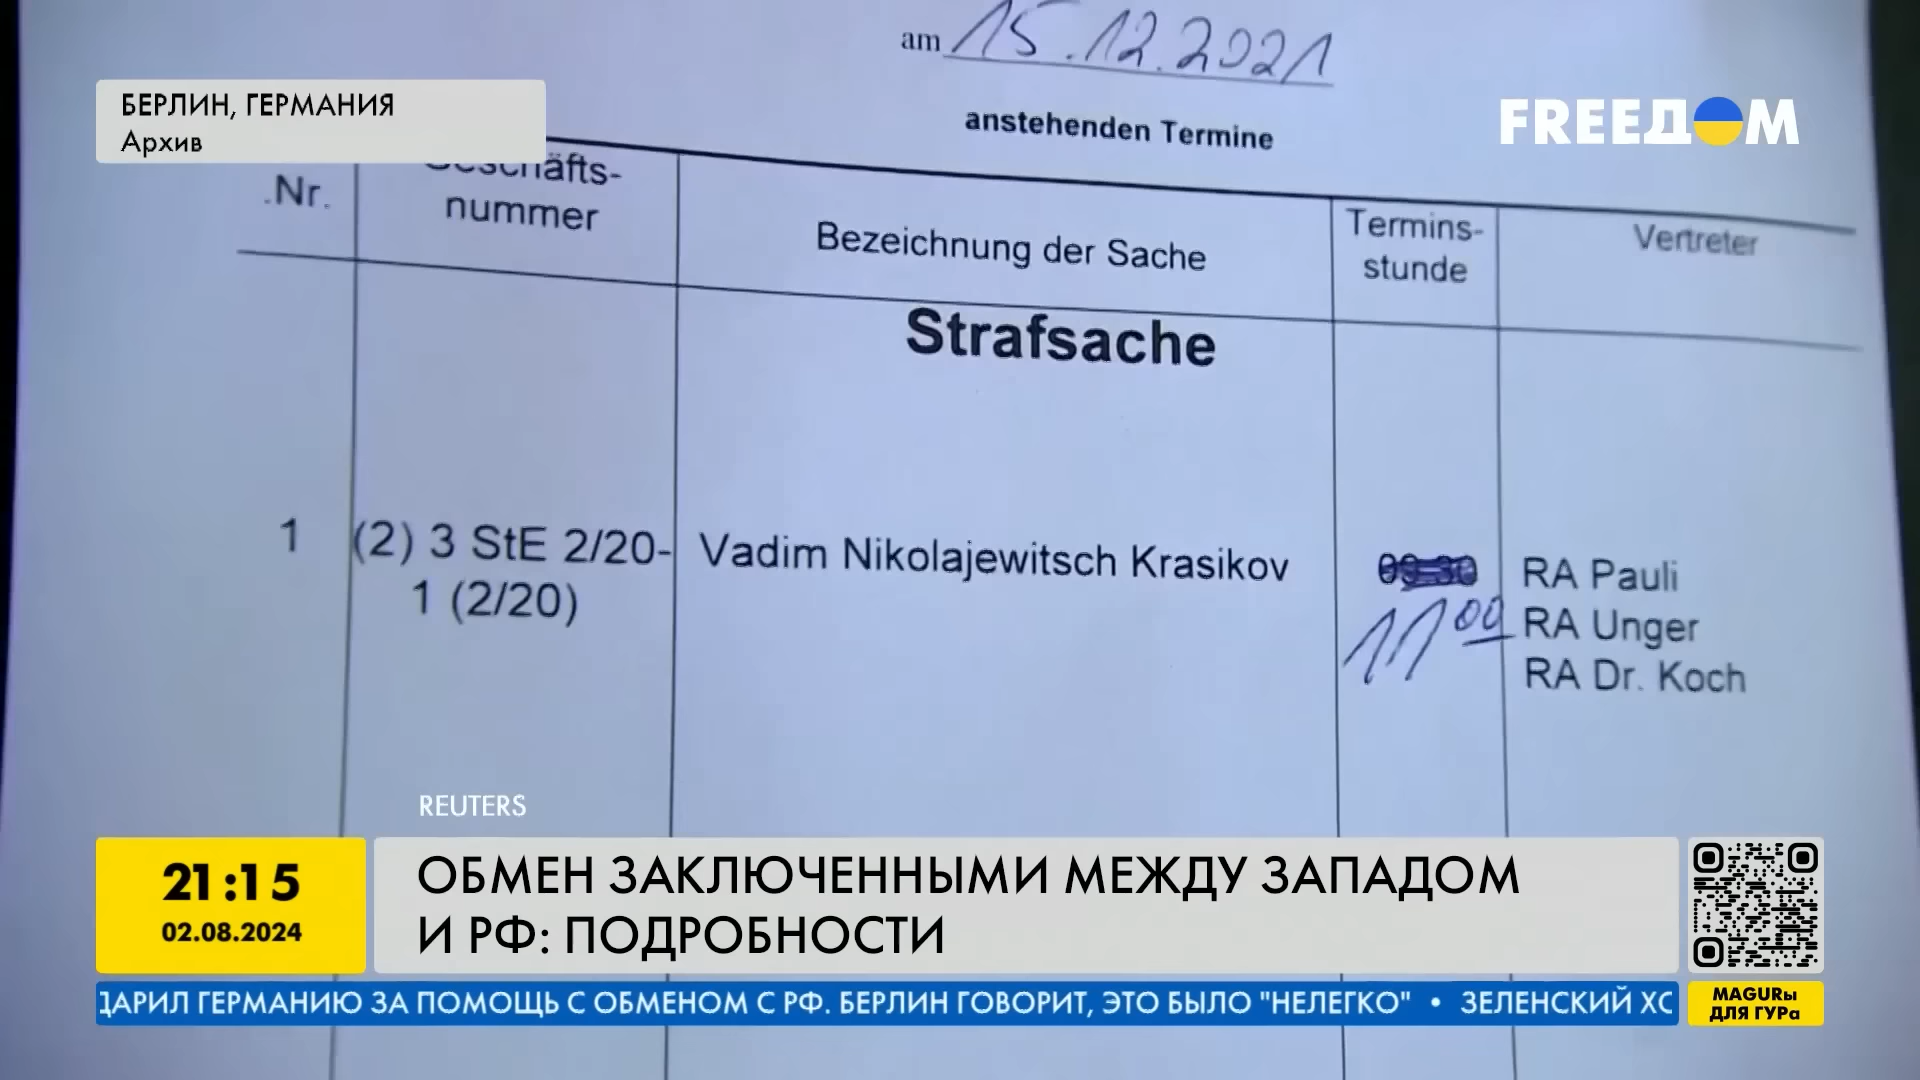 am 15.12.2021
anstehenden Termine
БЕРЛИН, ГЕРМАНИЯ
Архив
FREEДOM
.Nr.
Geschäfts-
nummer
Bezeichnung der Sache
Termins-
stunde
Vertreter
Strafsache
1
(2) 3 StE 2/20-
1 (2/20)
Vadim Nikolajewitsch Krasikov
09:30
11 00
RA Pauli
RA Unger
RA Dr. Koch
REUTERS
21:15
02.08.2024
ОБМЕН ЗАКЛЮЧЕННЫМИ МЕЖДУ ЗАПАДОМ
И РФ: ПОДРОБНОСТИ
ДАРИЛ ГЕРМАНИЮ ЗА ПОМОЩЬ С ОБМЕНОМ С РФ. БЕРЛИН ГОВОРИТ, ЭТО БЫЛО "НЕЛЕГКО" • ЗЕЛЕНСКИЙ ХО
MAGURы
ДЛЯ ГУРа